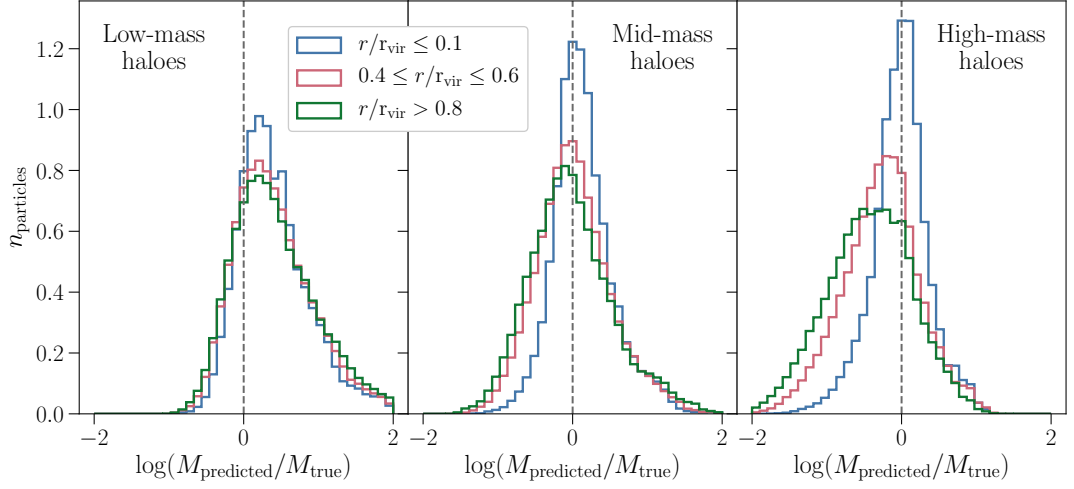 Low-mass
haloes
r/r_vir ≤ 0.1
0.4 ≤ r/r_vir ≤ 0.6
r/r_vir > 0.8
Mid-mass
haloes
High-mass
haloes
n_particles
1.2
1.0
0.8
0.6
0.4
0.2
0.0
−2 0 2
−2 0 2
−2 0 2
log(M_predicted/M_true)
log(M_predicted/M_true)
log(M_predicted/M_true)